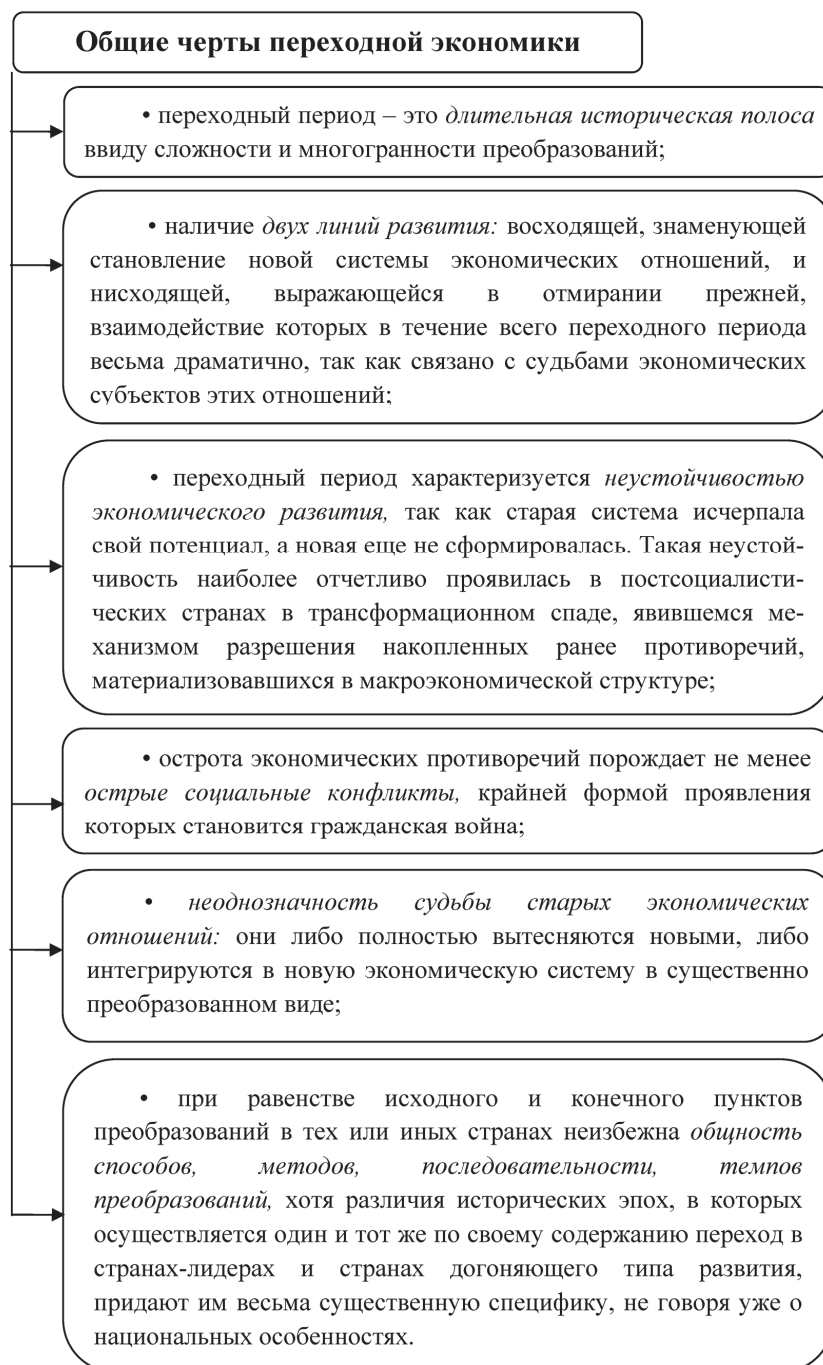 Общие черты переходной экономики
• переходный период – это длительная историческая полоса
ввиду сложности и многогранности преобразований;
• наличие двух линий развития: восходящей, знаменующей
становление новой системы экономических отношений, и
нисходящей, выражающейся в отмирании прежней,
взаимодействие которых в течение всего переходного периода
весьма драматично, так как связано с судьбами экономических
субъектов этих отношений;
• переходный период характеризуется неустойчивостью
экономического развития, так как старая система исчерпала
свой потенциал, а новая еще не сформировалась. Такая неустой-
чивость наиболее отчетливо проявилась в постсоциалисти-
ческих странах в трансформационном спаде, явившемся ме-
ханизмом разрешения накопленных ранее противоречий,
материализовавшихся в макроэкономической структуре;
• острота экономических противоречий порождает не менее
острые социальные конфликты, крайней формой проявления
которых становится гражданская война;
• неоднозначность судьбы старых экономических
отношений: они либо полностью вытесняются новыми, либо
интегрируются в новую экономическую систему в существенно
преобразованном виде;
• при равенстве исходного и конечного пунктов
преобразований в тех или иных странах неизбежна общность
способов, методов, последовательности, темпов
преобразований, хотя различия исторических эпох, в которых
осуществляется один и тот же по своему содержанию переход в
странах-лидерах и странах догоняющего типа развития,
придают им весьма существенную специфику, не говоря уже о
национальных особенностях.